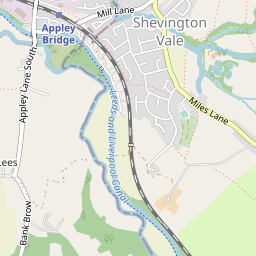 Mill Lane
Shevington
Vale
Appley
Bridge
Appley Lane South
Miles Lane
Leeds and Liverpool Canal
Lees
Bank Brow